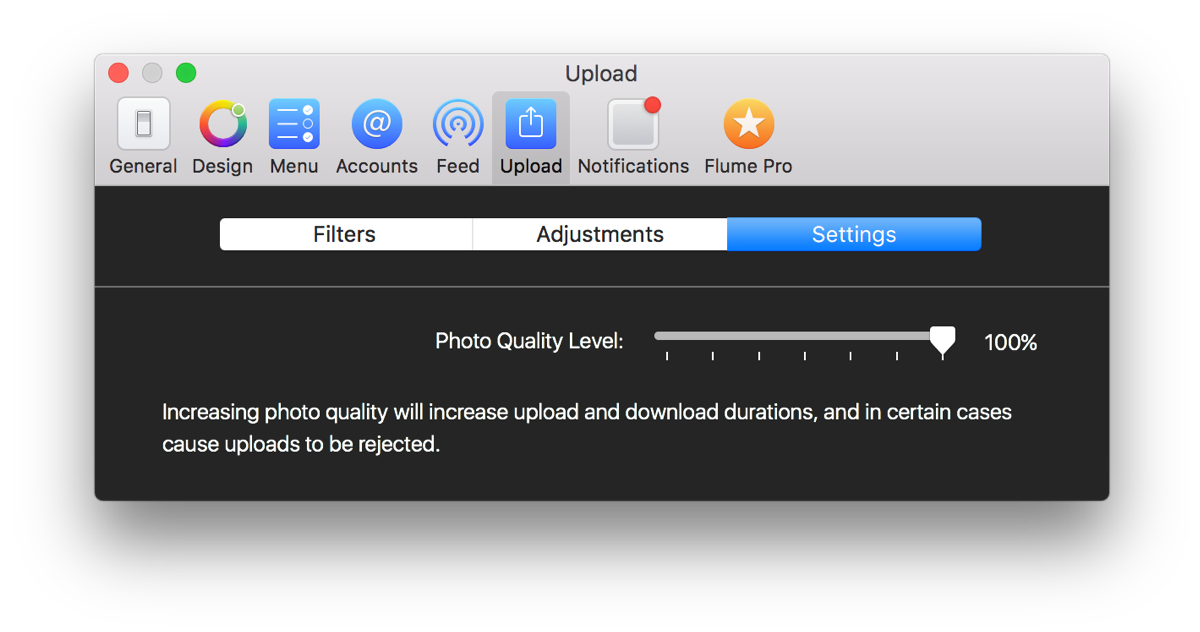 Upload
General Design Menu Accounts Feed Upload Notifications Flume Pro
Filters Adjustments Settings
Photo Quality Level: 100%
Increasing photo quality will increase upload and download durations, and in certain cases
cause uploads to be rejected.